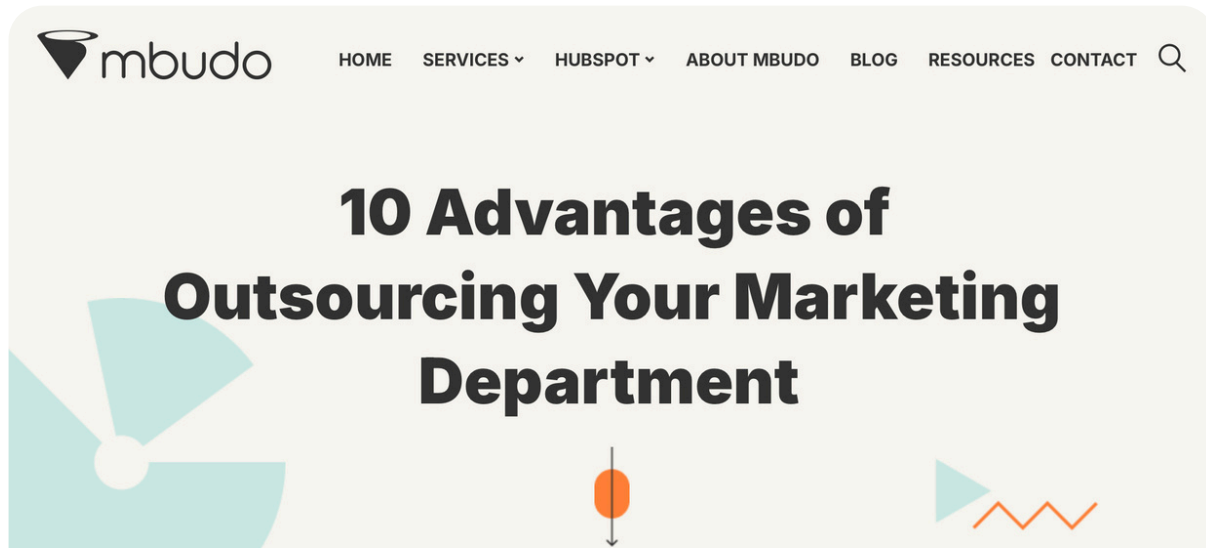 mbudo
HOME SERVICES HUBSPOT ABOUT MBUDO BLOG RESOURCES CONTACT
10 Advantages of
Outsourcing Your Marketing
Department